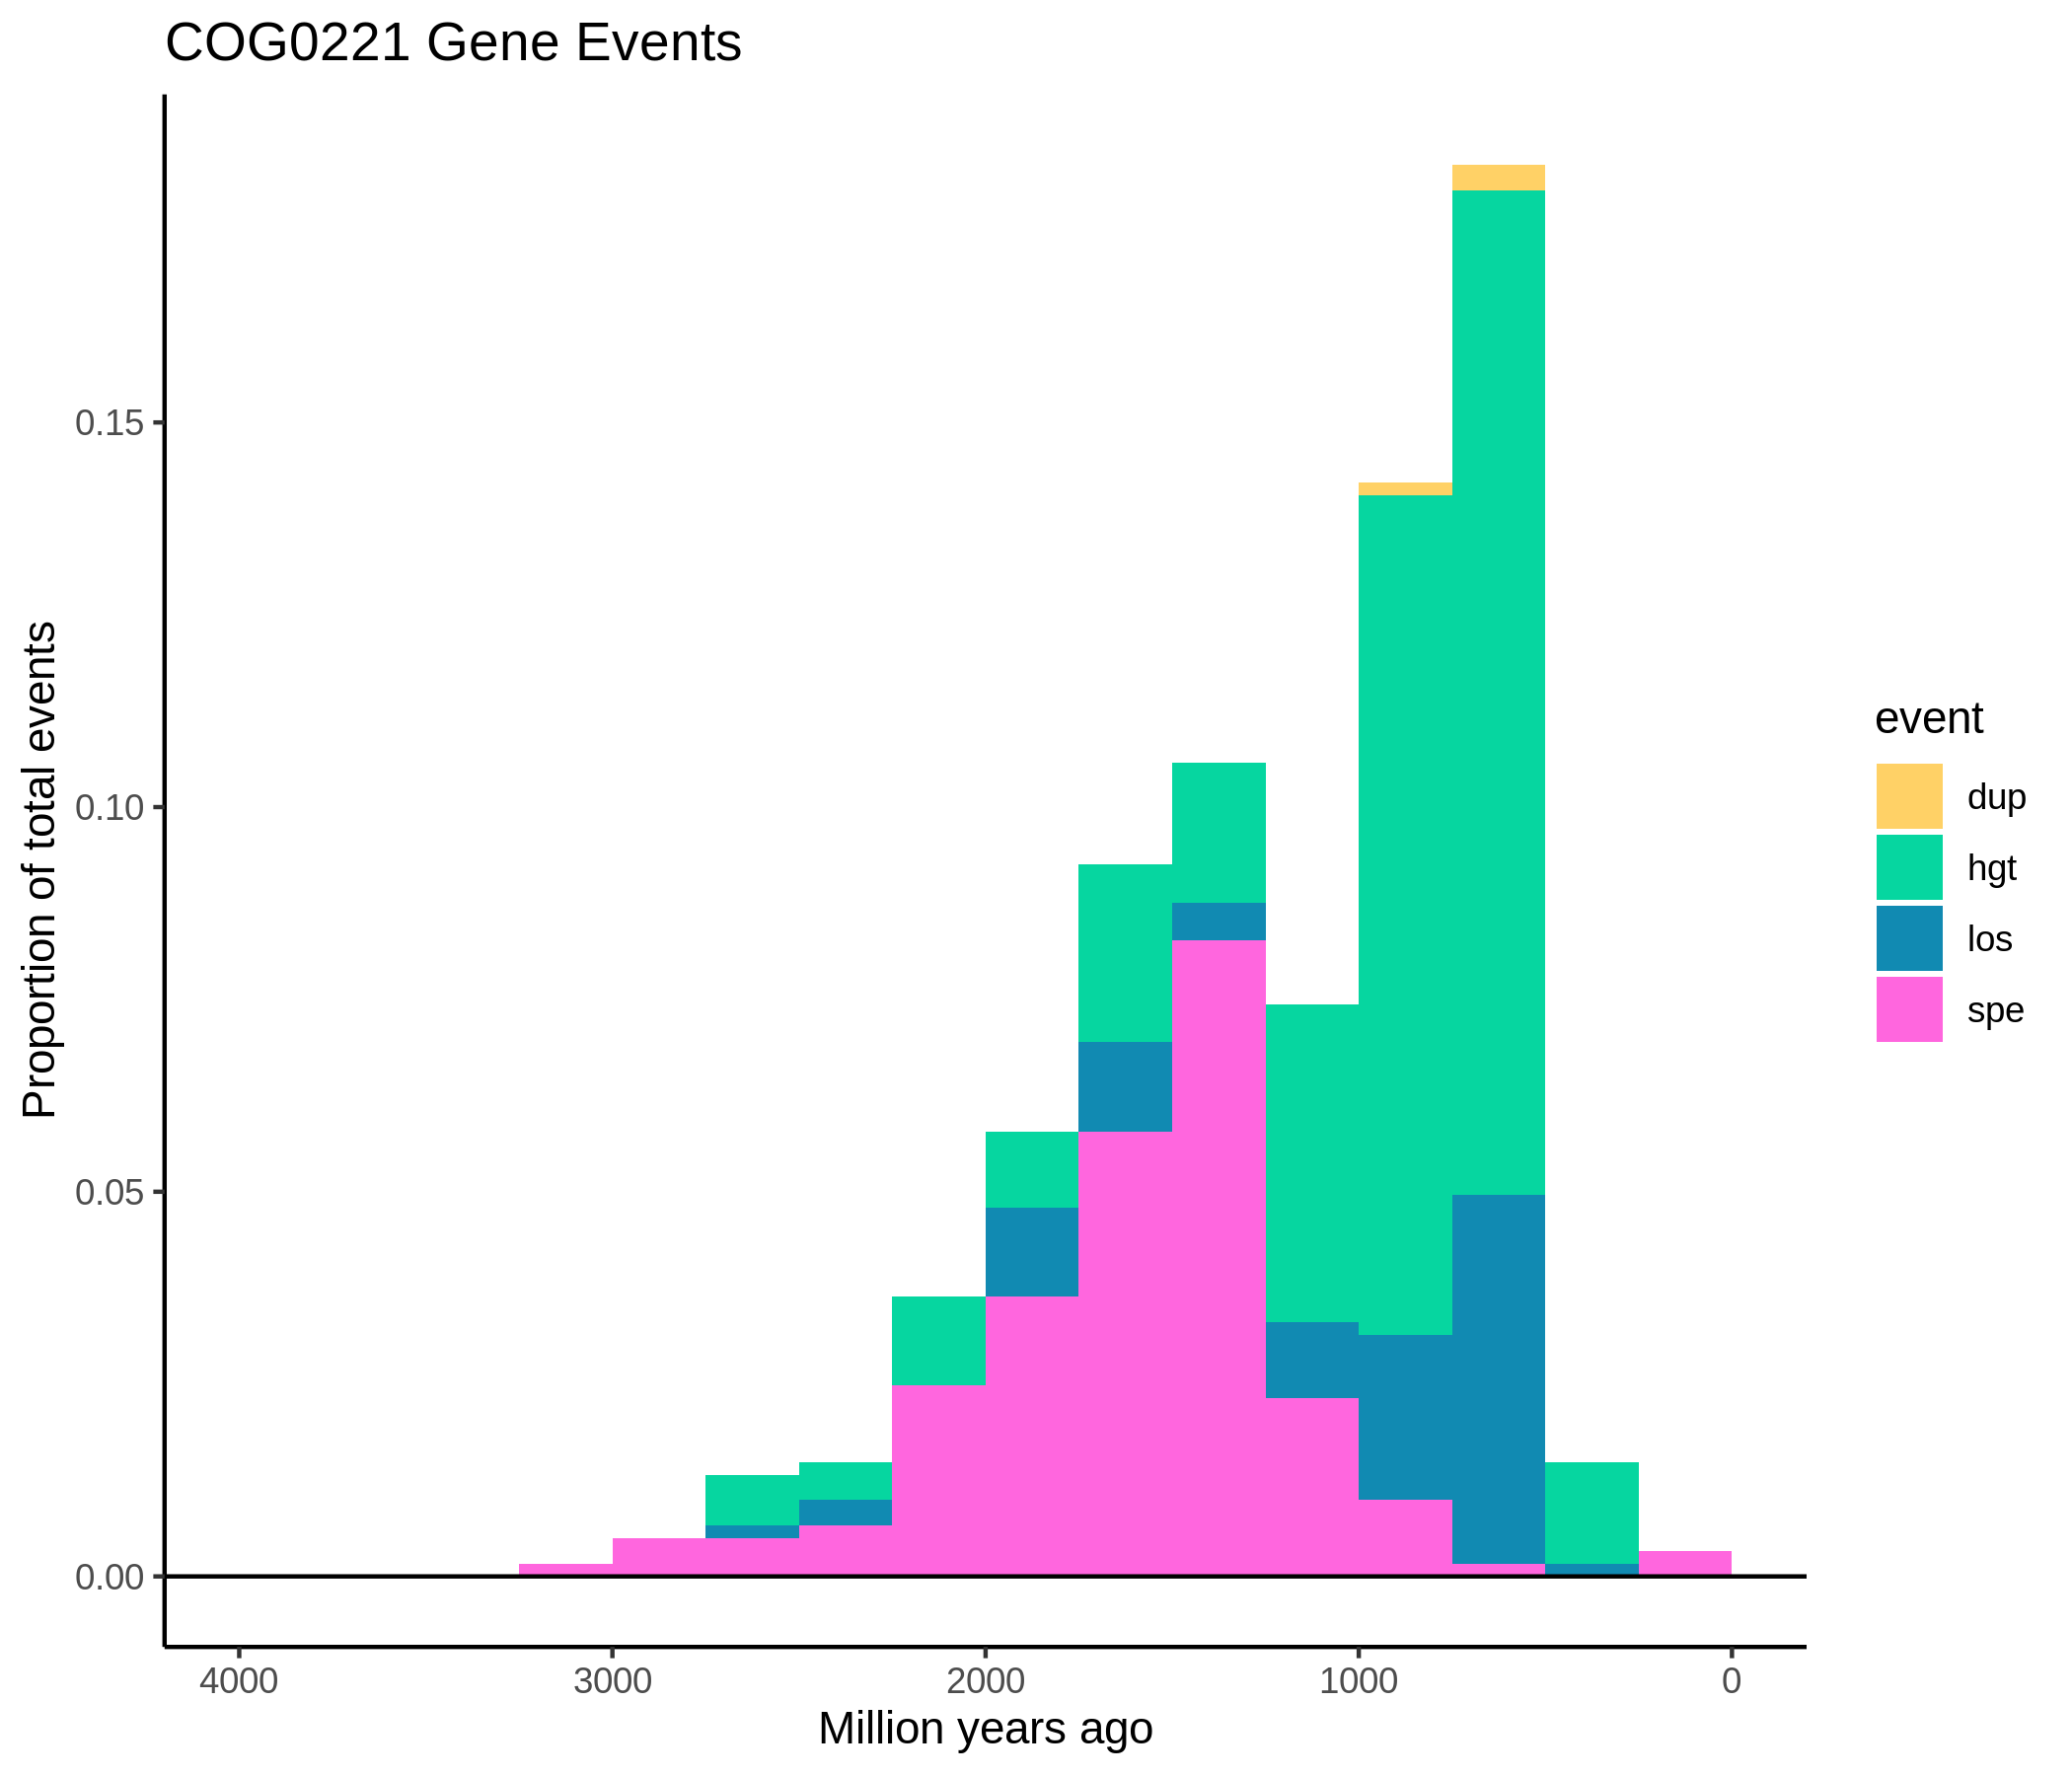 COG0221 Gene Events
Proportion of total events
0.15
0.10
0.05
0.00
4000
3000
2000
1000
0
Million years ago
event
dup
hgt
los
spe